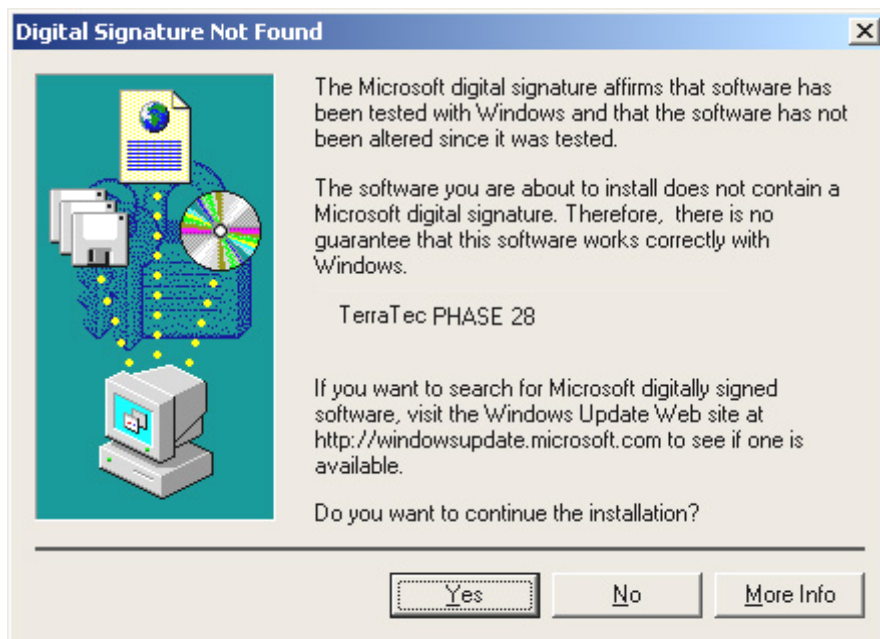 Digital Signature Not Found
The Microsoft digital signature affirms that software has
been tested with Windows and that the software has not
been altered since it was tested.
The software you are about to install does not contain a
Microsoft digital signature. Therefore, there is no
guarantee that this software works correctly with
Windows.
TerraTec PHASE 28
If you want to search for Microsoft digitally signed
software, visit the Windows Update Web site at
http://windowsupdate.microsoft.com to see if one is
available.
Do you want to continue the installation?
Yes No More Info